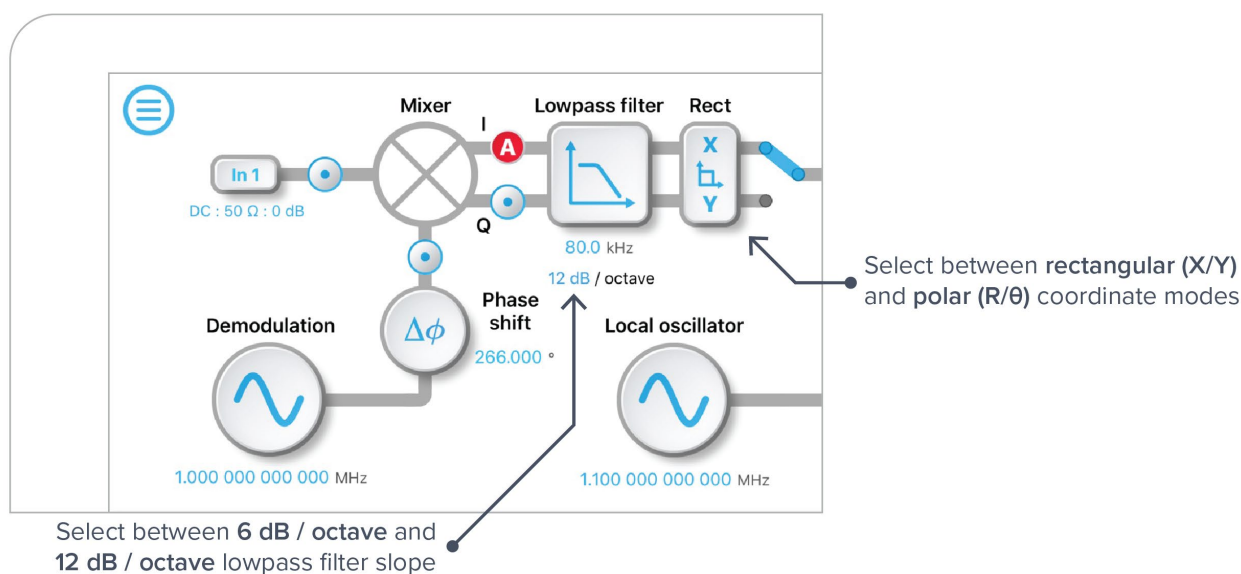 Mixer
Lowpass filter
Rect
I
A
X
In 1
Y
DC : 50 Ω : 0 dB
Q
80.0 kHz
12 dB / octave
Select between rectangular (X/Y)
and polar (R/θ) coordinate modes
Phase
shift
Demodulation
Δϕ
Local oscillator
266.000 °
1.000 000 000 000 MHz
1.100 000 000 000 MHz
Select between 6 dB / octave and
12 dB / octave lowpass filter slope